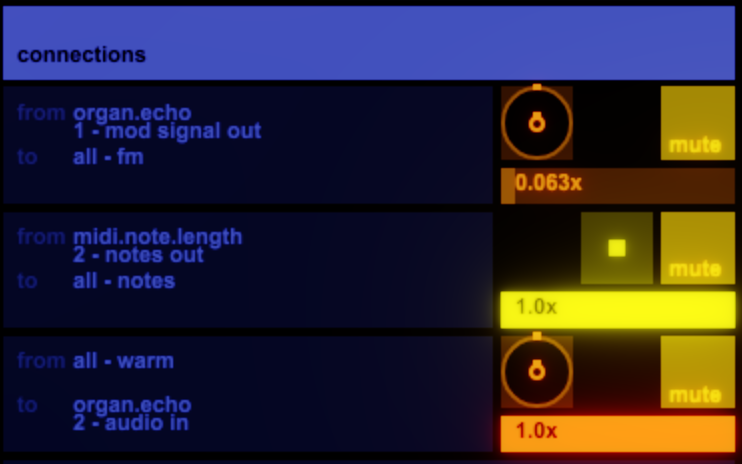 connections
from organ.echo
1 - mod signal out
to all - fm
mute
0.063x
from midi.note.length
2 - notes out
to all - notes
mute
1.0x
from all - warm
to organ.echo
2 - audio in
mute
1.0x